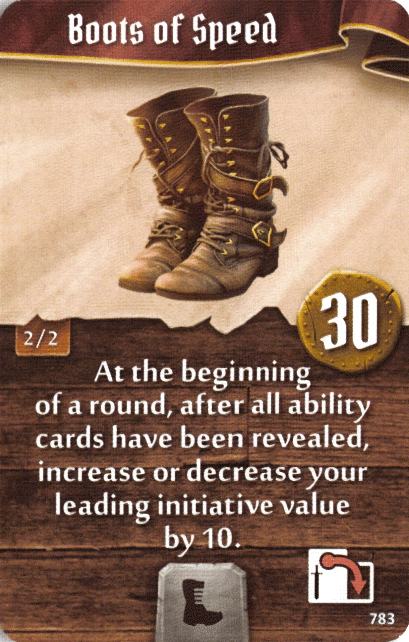 Boots of Speed
30
2/2
At the beginning
of a round, after all ability
cards have been revealed,
increase or decrease your
leading initiative value
by 10.
783